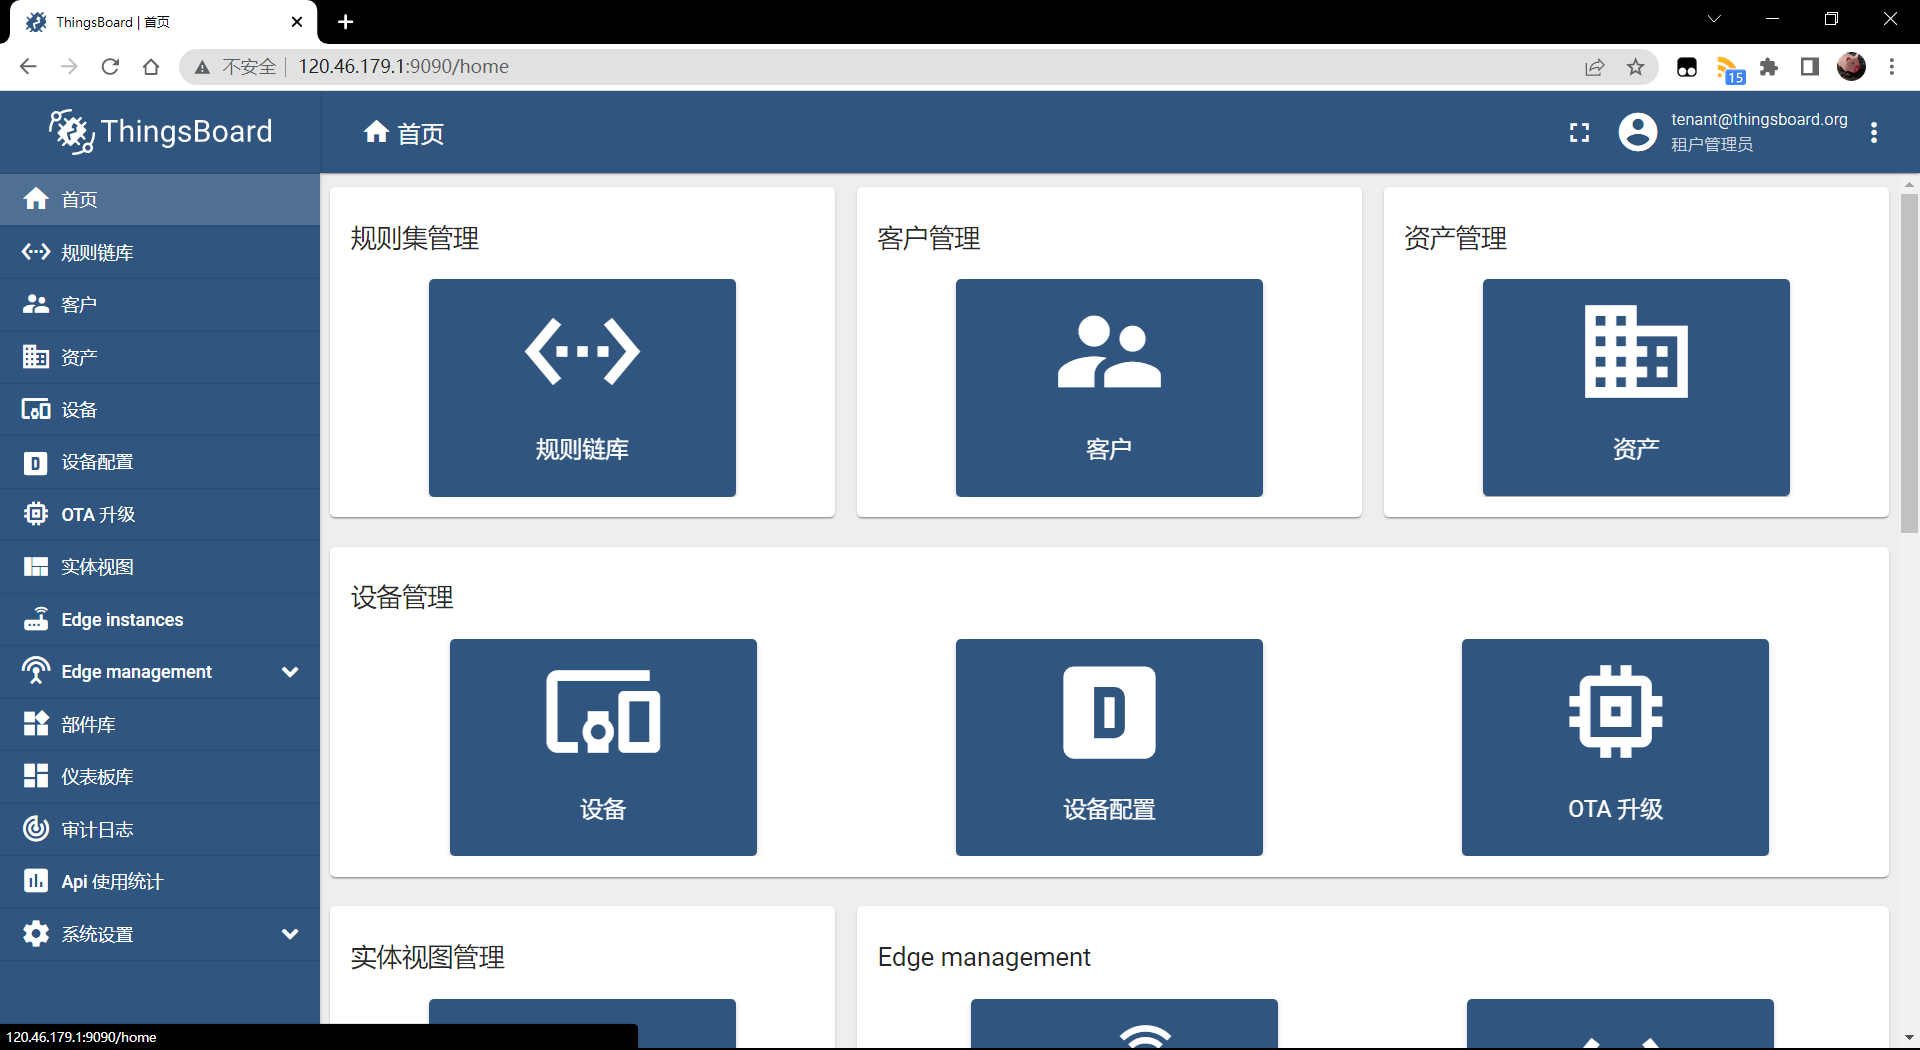 ThingsBoard | 首页
不安全 | 120.46.179.1:9090/home
15
ThingsBoard
首页
tenant@thingsboard.org
租户管理员
首页
规则链库
客户
资产
设备
设备配置
OTA 升级
实体视图
Edge instances
Edge management
部件库
仪表板库
审计日志
Api 使用统计
系统设置
规则集管理
规则链库
客户管理
客户
资产管理
资产
设备管理
设备
D
设备配置
OTA 升级
实体视图管理
Edge management
120.46.179.1:9090/home